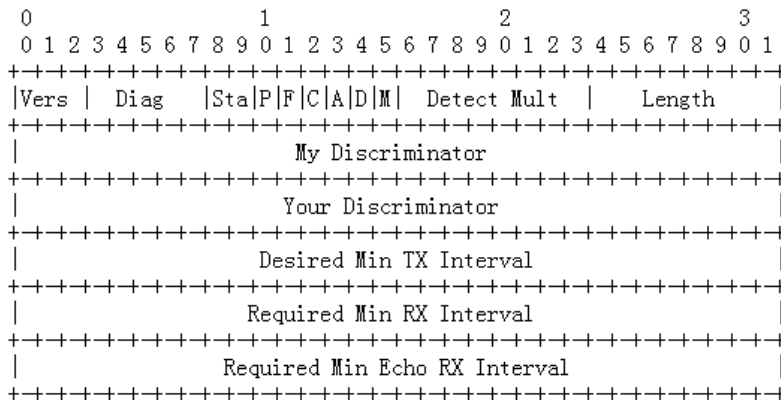 0                   1                   2                   3
0 1 2 3 4 5 6 7 8 9 0 1 2 3 4 5 6 7 8 9 0 1 2 3 4 5 6 7 8 9 0 1
+-+-+-+-+-+-+-+-+-+-+-+-+-+-+-+-+-+-+-+-+-+-+-+-+-+-+-+-+-+-+-+-
|Vers |  Diag   |Sta|P|F|C|A|D|M|  Detect Mult  |    Length     |
+-+-+-+-+-+-+-+-+-+-+-+-+-+-+-+-+-+-+-+-+-+-+-+-+-+-+-+-+-+-+-+-
|                       My Discriminator                        |
+-+-+-+-+-+-+-+-+-+-+-+-+-+-+-+-+-+-+-+-+-+-+-+-+-+-+-+-+-+-+-+-
|                      Your Discriminator                       |
+-+-+-+-+-+-+-+-+-+-+-+-+-+-+-+-+-+-+-+-+-+-+-+-+-+-+-+-+-+-+-+-
|                    Desired Min TX Interval                    |
+-+-+-+-+-+-+-+-+-+-+-+-+-+-+-+-+-+-+-+-+-+-+-+-+-+-+-+-+-+-+-+-
|                   Required Min RX Interval                    |
+-+-+-+-+-+-+-+-+-+-+-+-+-+-+-+-+-+-+-+-+-+-+-+-+-+-+-+-+-+-+-+-
|                 Required Min Echo RX Interval                 |
+-+-+-+-+-+-+-+-+-+-+-+-+-+-+-+-+-+-+-+-+-+-+-+-+-+-+-+-+-+-+-+-